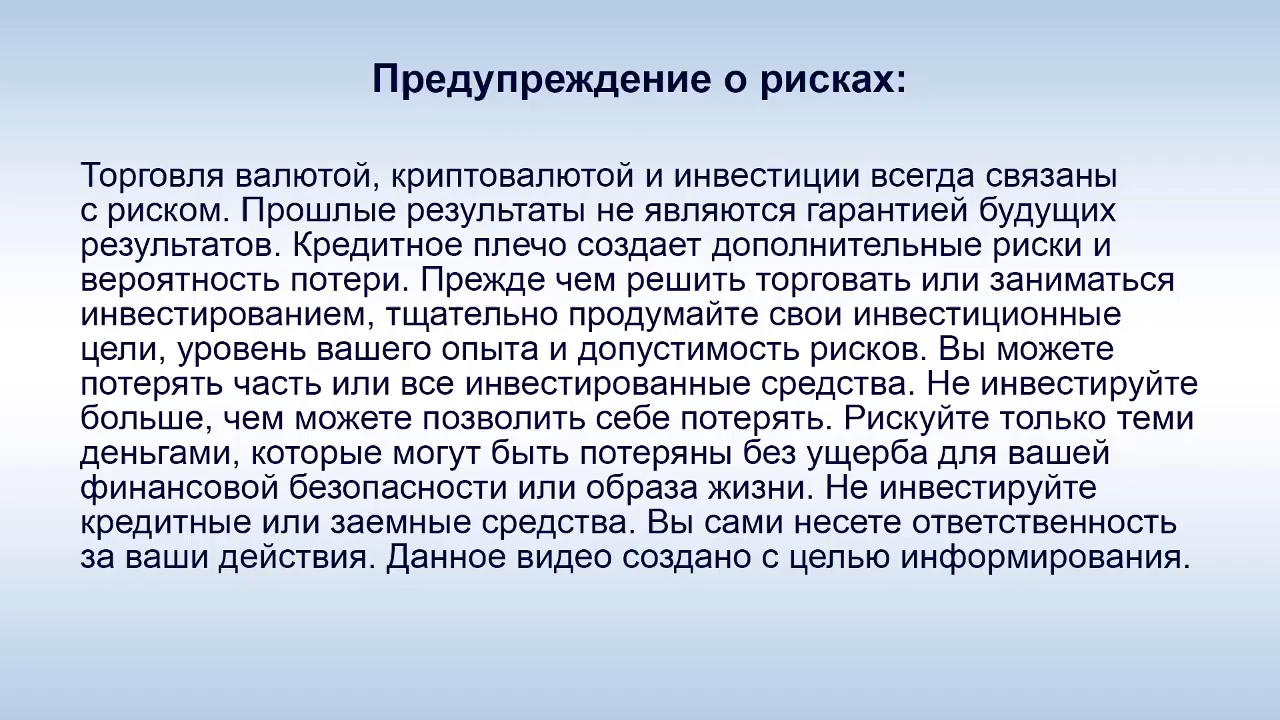 Предупреждение о рисках:
Торговля валютой, криптовалютой и инвестиции всегда связаны
с риском. Прошлые результаты не являются гарантией будущих
результатов. Кредитное плечо создает дополнительные риски и
вероятность потери. Прежде чем решить торговать или заниматься
инвестированием, тщательно продумайте свои инвестиционные
цели, уровень вашего опыта и допустимость рисков. Вы можете
потерять часть или все инвестированные средства. Не инвестируйте
больше, чем можете позволить себе потерять. Рискуйте только теми
деньгами, которые могут быть потеряны без ущерба для вашей
финансовой безопасности или образа жизни. Не инвестируйте
кредитные или заемные средства. Вы сами несете ответственность
за ваши действия. Данное видео создано с целью информирования.